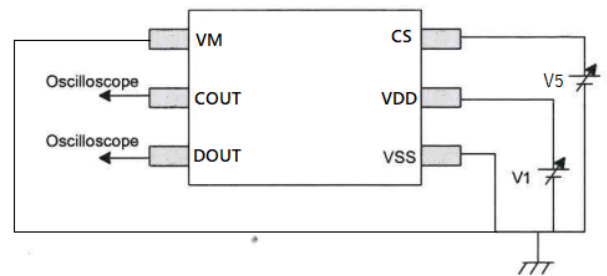 VM
CS
V5
Oscilloscope
COUT
VDD
Oscilloscope
DOUT
VSS
V1